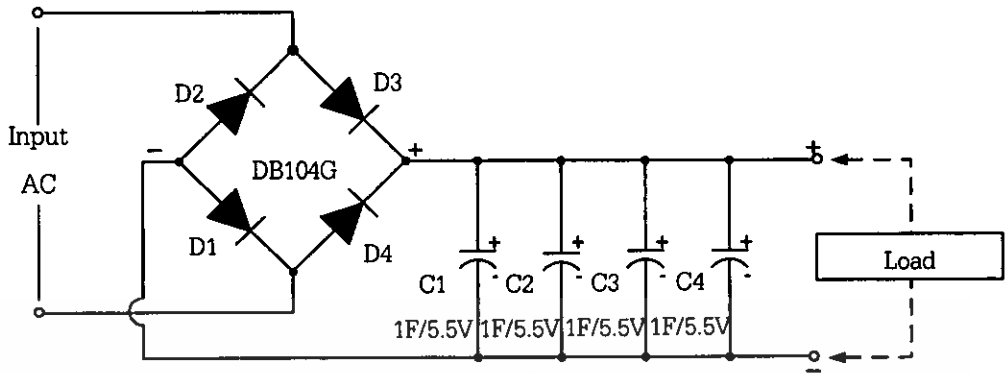 D2
D3
Input
AC
-
+
DB104G
D1
D4
+
+
-
C1
+
-
C2
+
-
C3
+
-
C4
Load
1F/5.5V
1F/5.5V
1F/5.5V
1F/5.5V
-